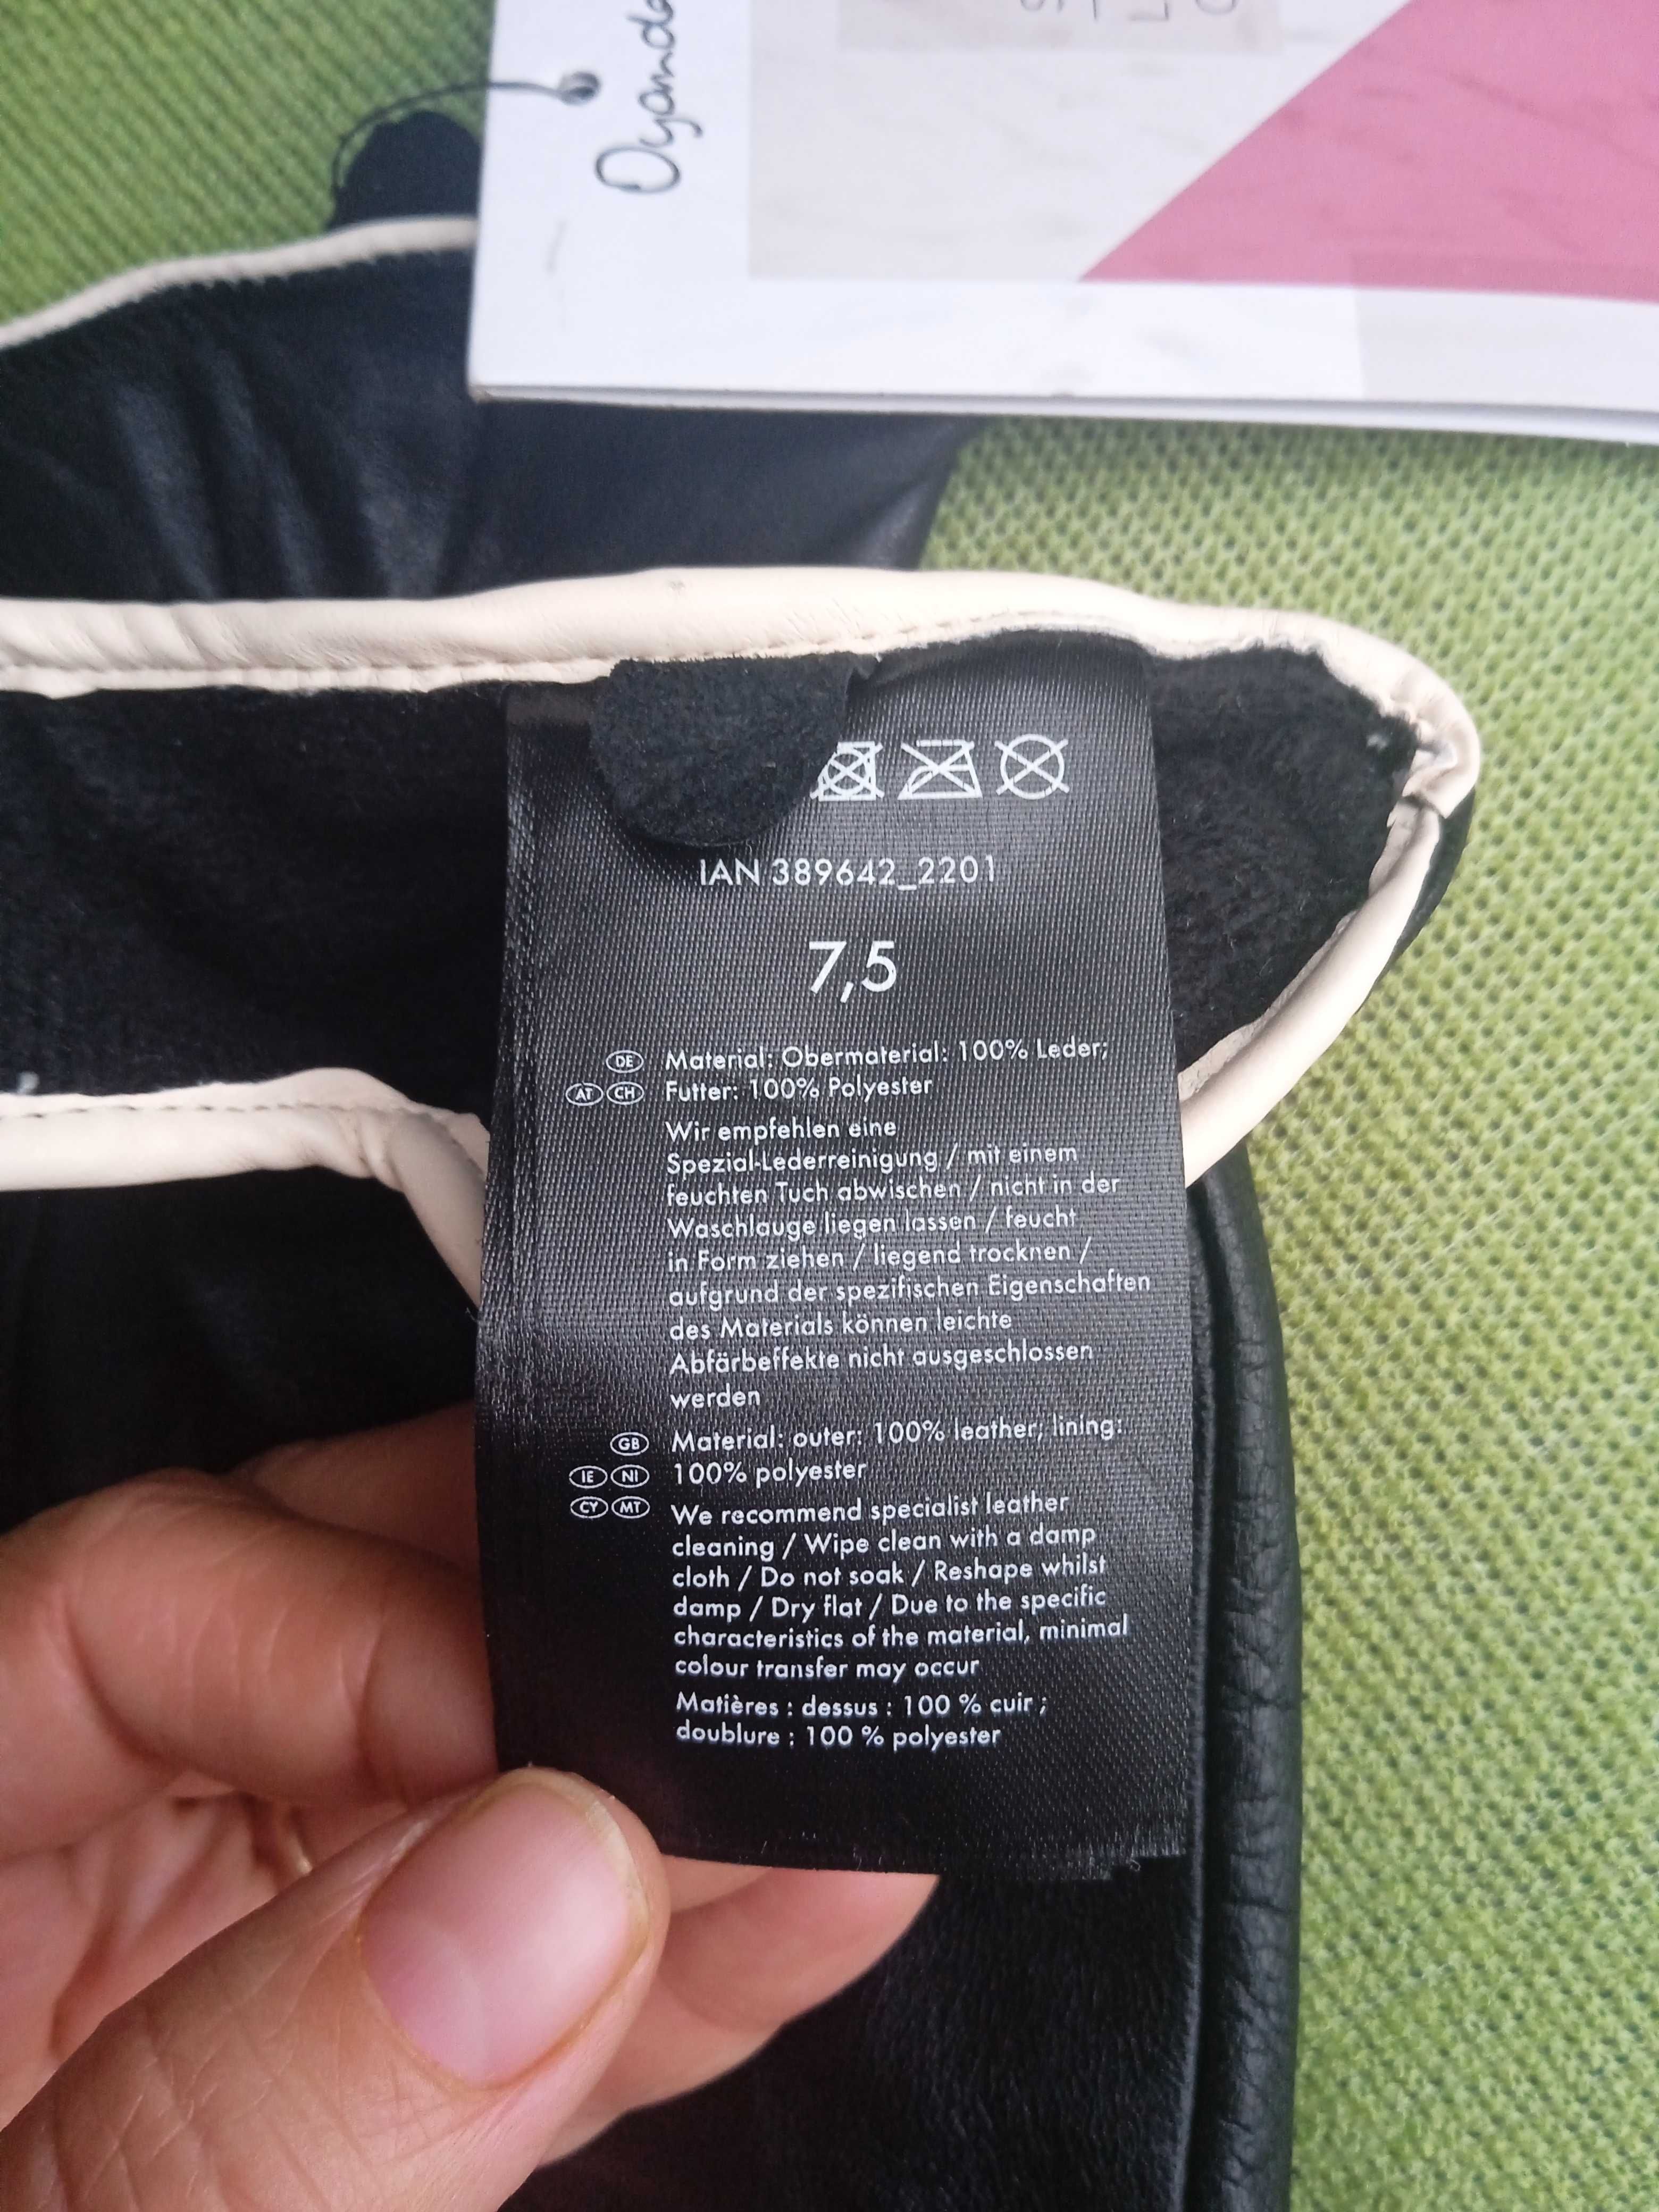 Oyanda
IAN 389642_2201
7,5
DE Material: Obermaterial: 100% Leder;
AT CH Futter: 100% Polyester
Wir empfehlen eine
Spezial-Lederreinigung / mit einem
feuchten Tuch abwischen / nicht in der
Waschlauge liegen lassen / feucht
in Form ziehen / liegend trocknen /
aufgrund der spezifischen Eigenschaften
des Materials können leichte
Abfärbeffekte nicht ausgeschlossen
werden
GB Material: outer: 100% leather; lining:
IE NI 100% polyester
CY MT We recommend specialist leather
cleaning / Wipe clean with a damp
cloth / Do not soak / Reshape whilst
damp / Dry flat / Due to the specific
characteristics of the material, minimal
colour transfer may occur
Matières : dessus : 100 % cuir ;
doublure : 100 % polyester